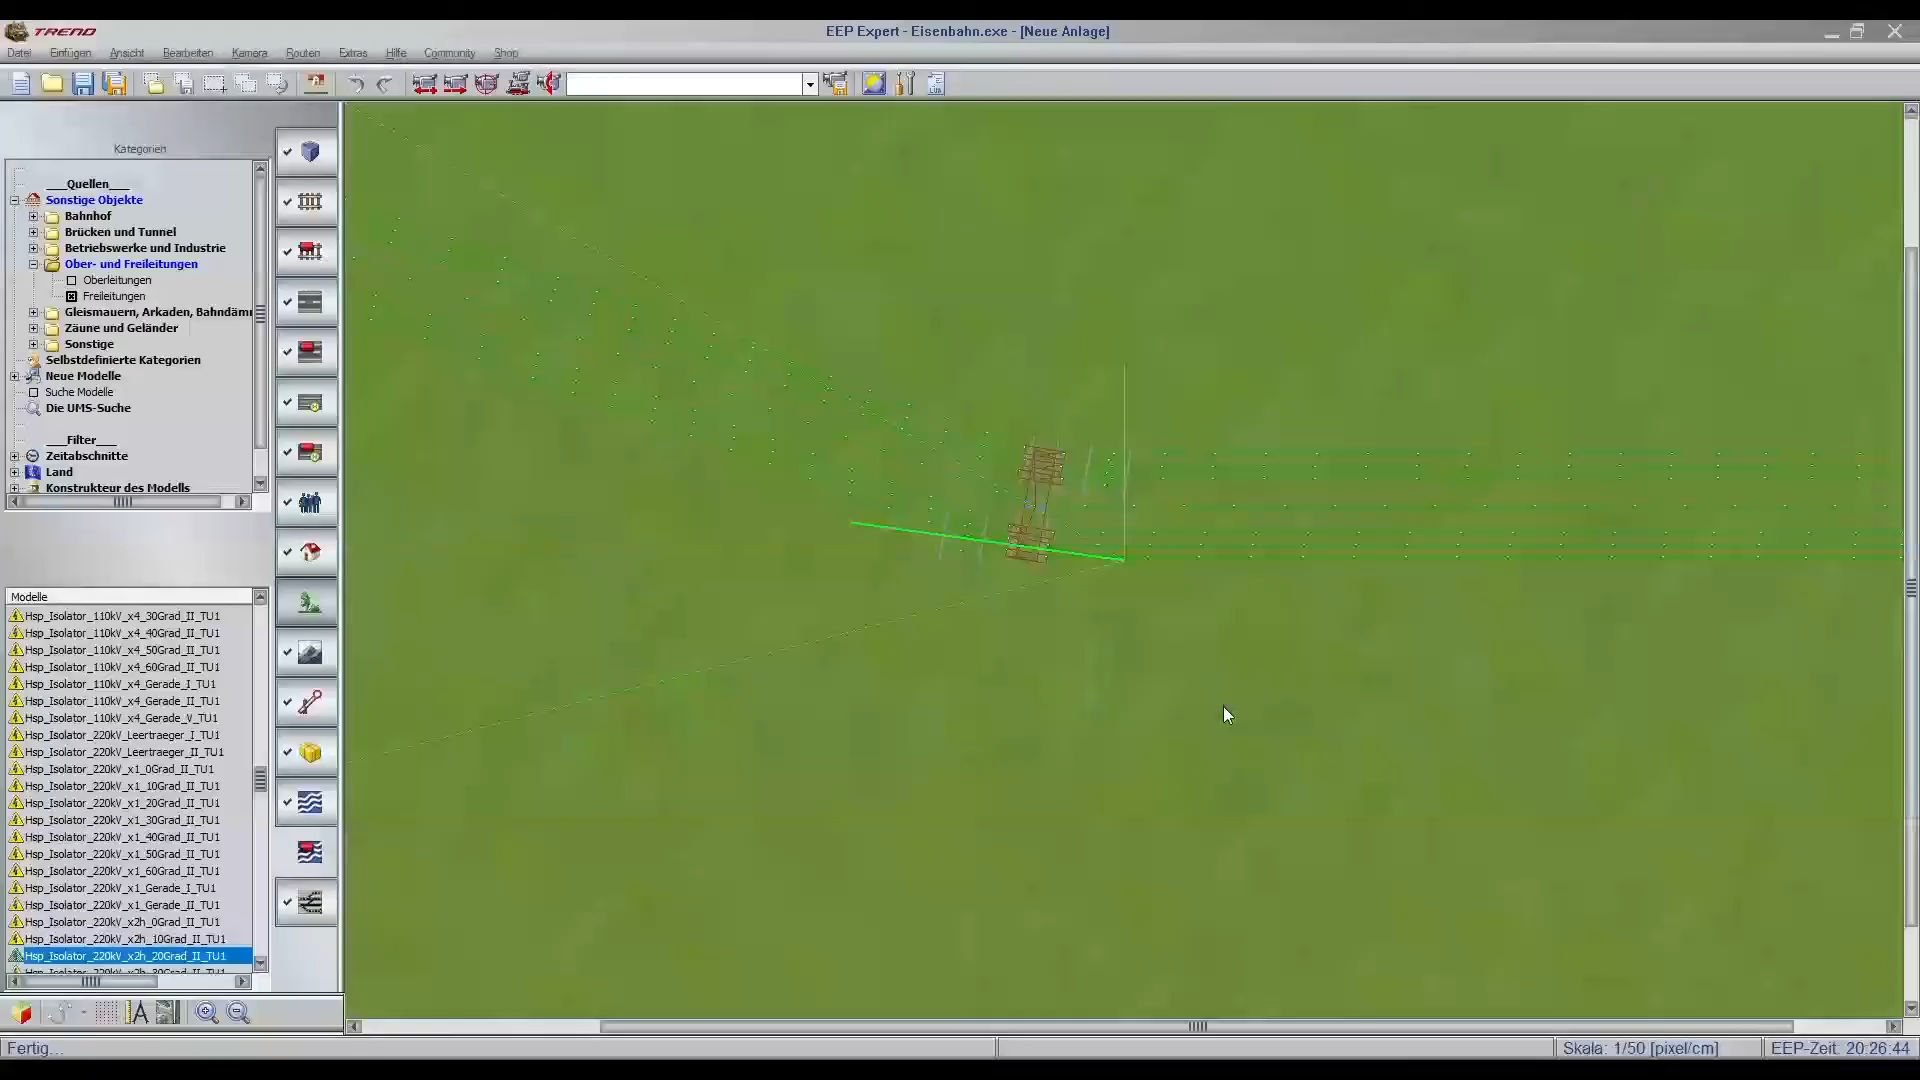 TREND
EEP Expert - Eisenbahn.exe - [Neue Anlage]
Datei Einfügen Ansicht Bearbeiten Kamera Routen Extras Hilfe Community Shop
Kategorien
___Quellen___
Sonstige Objekte
Bahnhof
Brücken und Tunnel
Betriebswerke und Industrie
Ober- und Freileitungen
Oberleitungen
Freileitungen
Gleismauern, Arkaden, Bahndämm
Zäune und Geländer
Sonstige
Selbstdefinierte Kategorien
Neue Modelle
Suche Modelle
Die UMS-Suche
___Filter___
Zeitabschnitte
Land
Konstrukteur des Modells
Modelle
Hsp_Isolator_110kV_x4_30Grad_II_TU1
Hsp_Isolator_110kV_x4_40Grad_II_TU1
Hsp_Isolator_110kV_x4_50Grad_II_TU1
Hsp_Isolator_110kV_x4_60Grad_II_TU1
Hsp_Isolator_110kV_x4_Gerade_I_TU1
Hsp_Isolator_110kV_x4_Gerade_II_TU1
Hsp_Isolator_110kV_x4_Gerade_V_TU1
Hsp_Isolator_220kV_Leertraeger_I_TU1
Hsp_Isolator_220kV_Leertraeger_II_TU1
Hsp_Isolator_220kV_x1_0Grad_II_TU1
Hsp_Isolator_220kV_x1_10Grad_II_TU1
Hsp_Isolator_220kV_x1_20Grad_II_TU1
Hsp_Isolator_220kV_x1_30Grad_II_TU1
Hsp_Isolator_220kV_x1_40Grad_II_TU1
Hsp_Isolator_220kV_x1_50Grad_II_TU1
Hsp_Isolator_220kV_x1_60Grad_II_TU1
Hsp_Isolator_220kV_x1_Gerade_I_TU1
Hsp_Isolator_220kV_x1_Gerade_II_TU1
Hsp_Isolator_220kV_x2h_0Grad_II_TU1
Hsp_Isolator_220kV_x2h_10Grad_II_TU1
Hsp_Isolator_220kV_x2h_20Grad_II_TU1
Fertig...
Skala: 1/50 [pixel/cm]
EEP-Zeit. 20:26:44